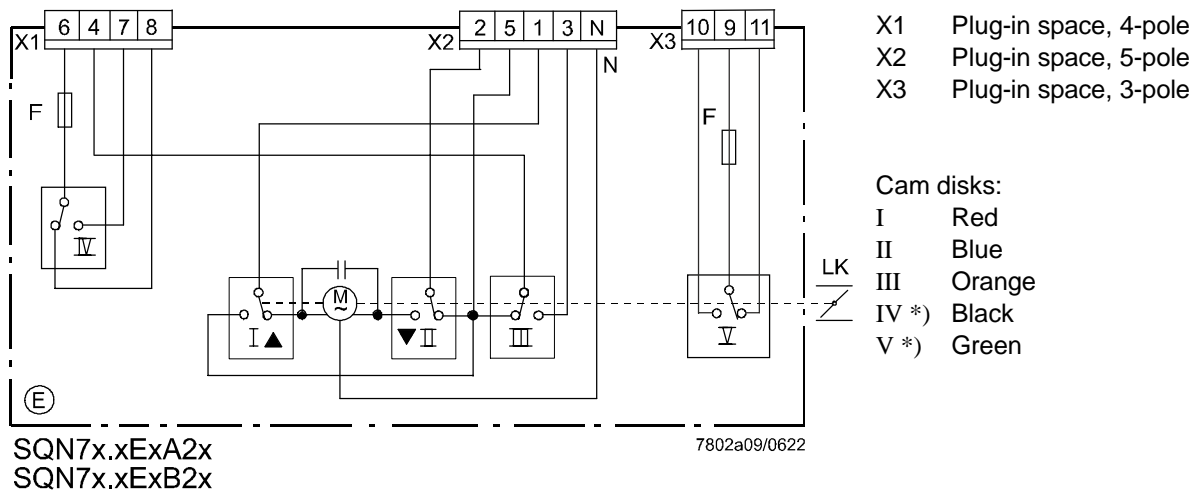 6 4 7 8
X1
2 5 1 3 N
X2
N
10 9 11
X3
F
F
IV
M
~
I ▲
▼ II
III
V
LK
E
SQN7x.xExA2x
SQN7x.xExB2x
7802a09/0622
X1 Plug-in space, 4-pole
X2 Plug-in space, 5-pole
X3 Plug-in space, 3-pole
Cam disks:
I Red
II Blue
III Orange
IV *) Black
V *) Green